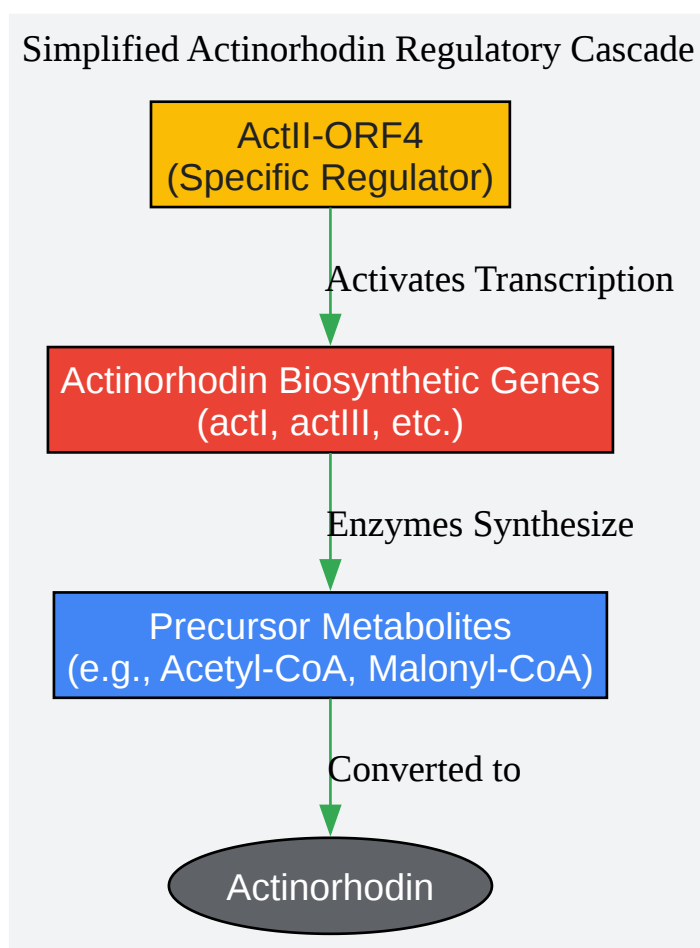 Simplified Actinorhodin Regulatory Cascade
ActII-ORF4
(Specific Regulator)
Activates Transcription
Actinorhodin Biosynthetic Genes
(actI, actIII, etc.)
Enzymes Synthesize
Precursor Metabolites
(e.g., Acetyl-CoA, Malonyl-CoA)
Converted to
Actinorhodin